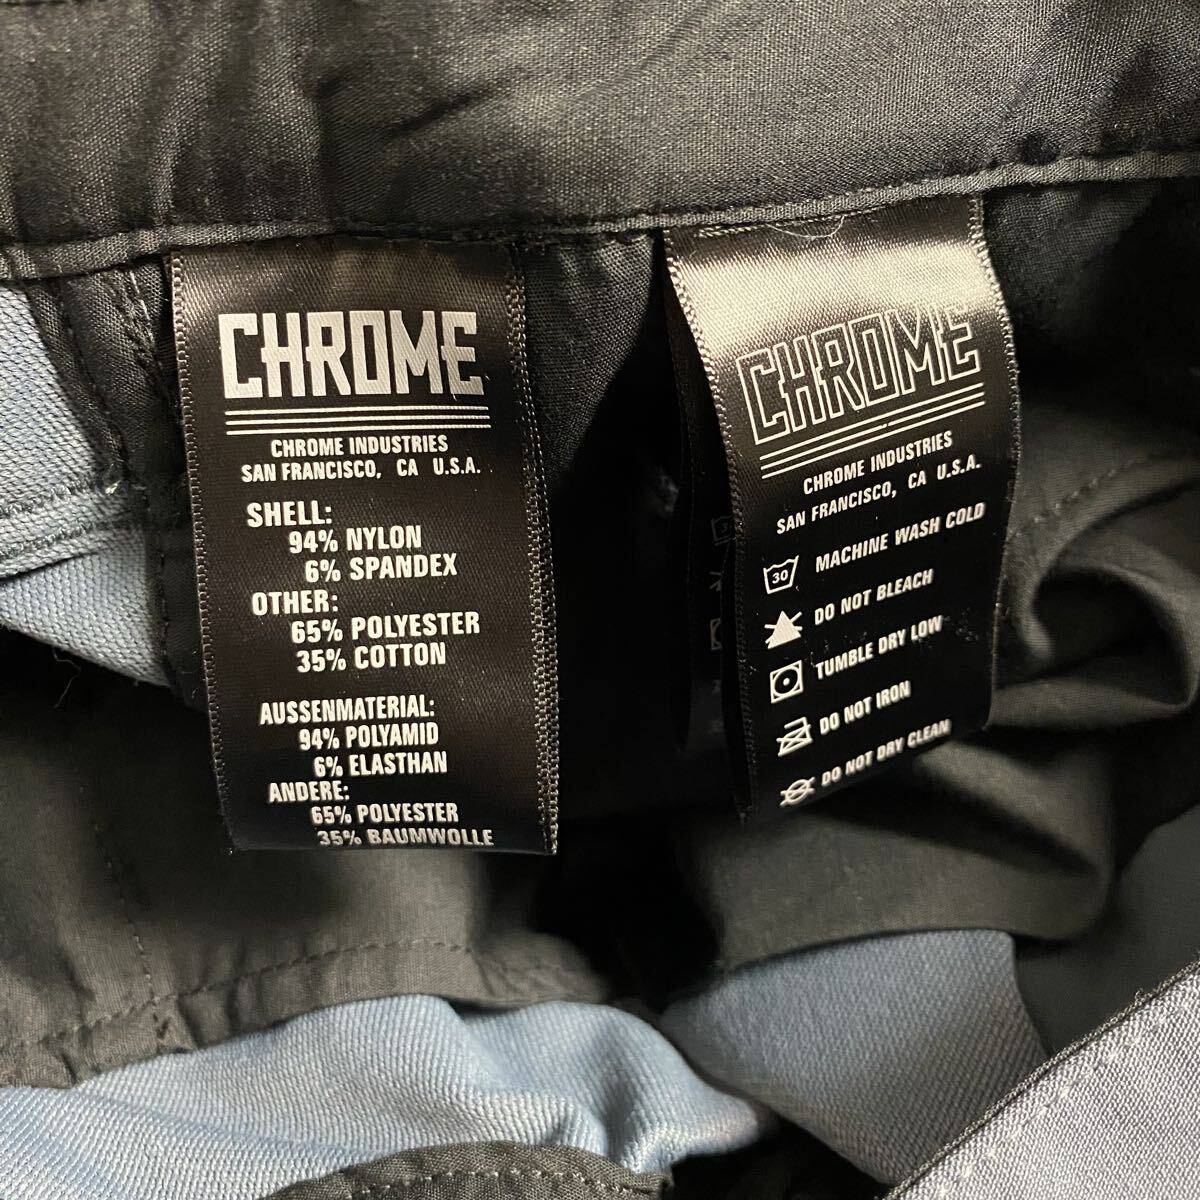 CHROME
CHROME INDUSTRIES
SAN FRANCISCO, CA U.S.A.
SHELL:
94% NYLON
6% SPANDEX
OTHER:
65% POLYESTER
35% COTTON
AUSSENMATERIAL:
94% POLYAMID
6% ELASTHAN
ANDERE:
65% POLYESTER
35% BAUMWOLLE
CHROME
CHROME INDUSTRIES
SAN FRANCISCO, CA U.S.A.
30 MACHINE WASH COLD
DO NOT BLEACH
TUMBLE DRY LOW
DO NOT IRON
DO NOT DRY CLEAN